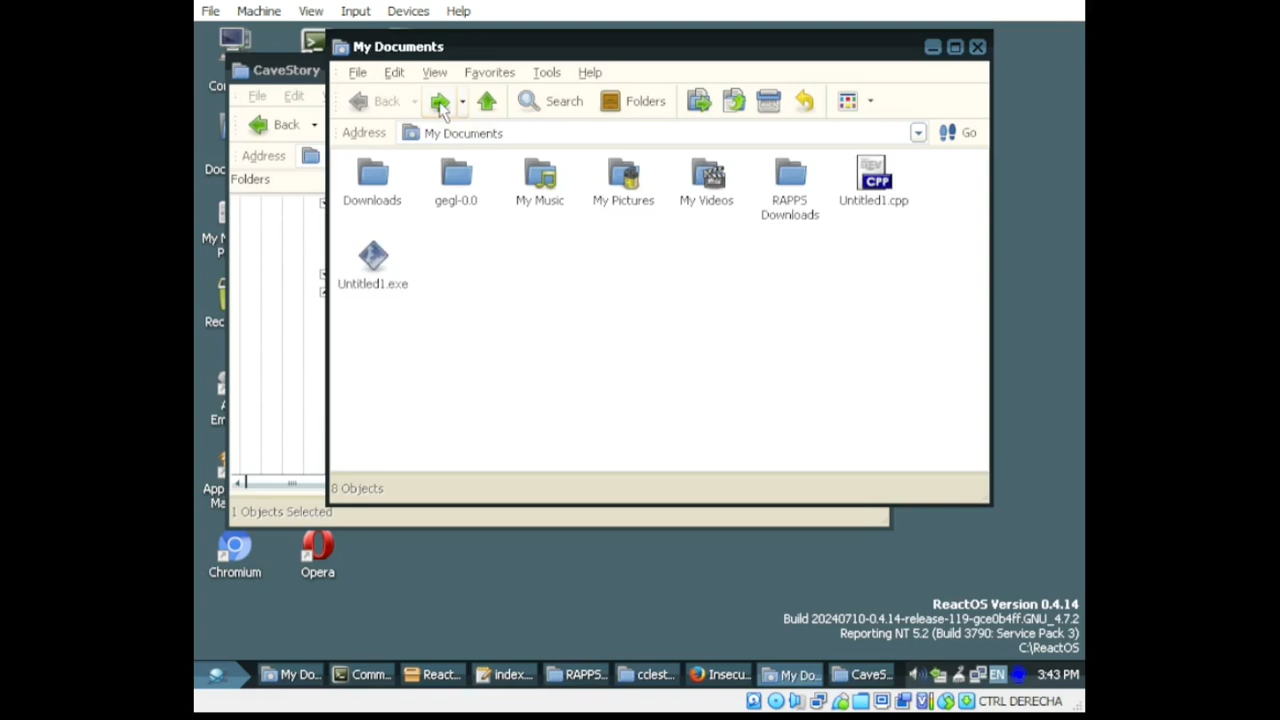 File Machine View Input Devices Help
My Documents
CaveStory
File Edit View Favorites Tools Help
File Edit
Back Search Folders
Back
Address My Documents Go
Address
Folders
Downloads gegl-0.0 My Music My Pictures My Videos RAPPS Downloads Untitled1.cpp
Untitled1.exe
8 Objects
1 Objects Selected
Chromium Opera
ReactOS Version 0.4.14
Build 20240710-0.4.14-release-119-gce0b4ff.GNU_4.7.2
Reporting NT 5.2 (Build 3790: Service Pack 3)
C:\ReactOS
My Do... Comm... React... index.... RAPPS... cclest... Insecu... My Do... CaveS... EN 3:43 PM
CTRL DERECHA